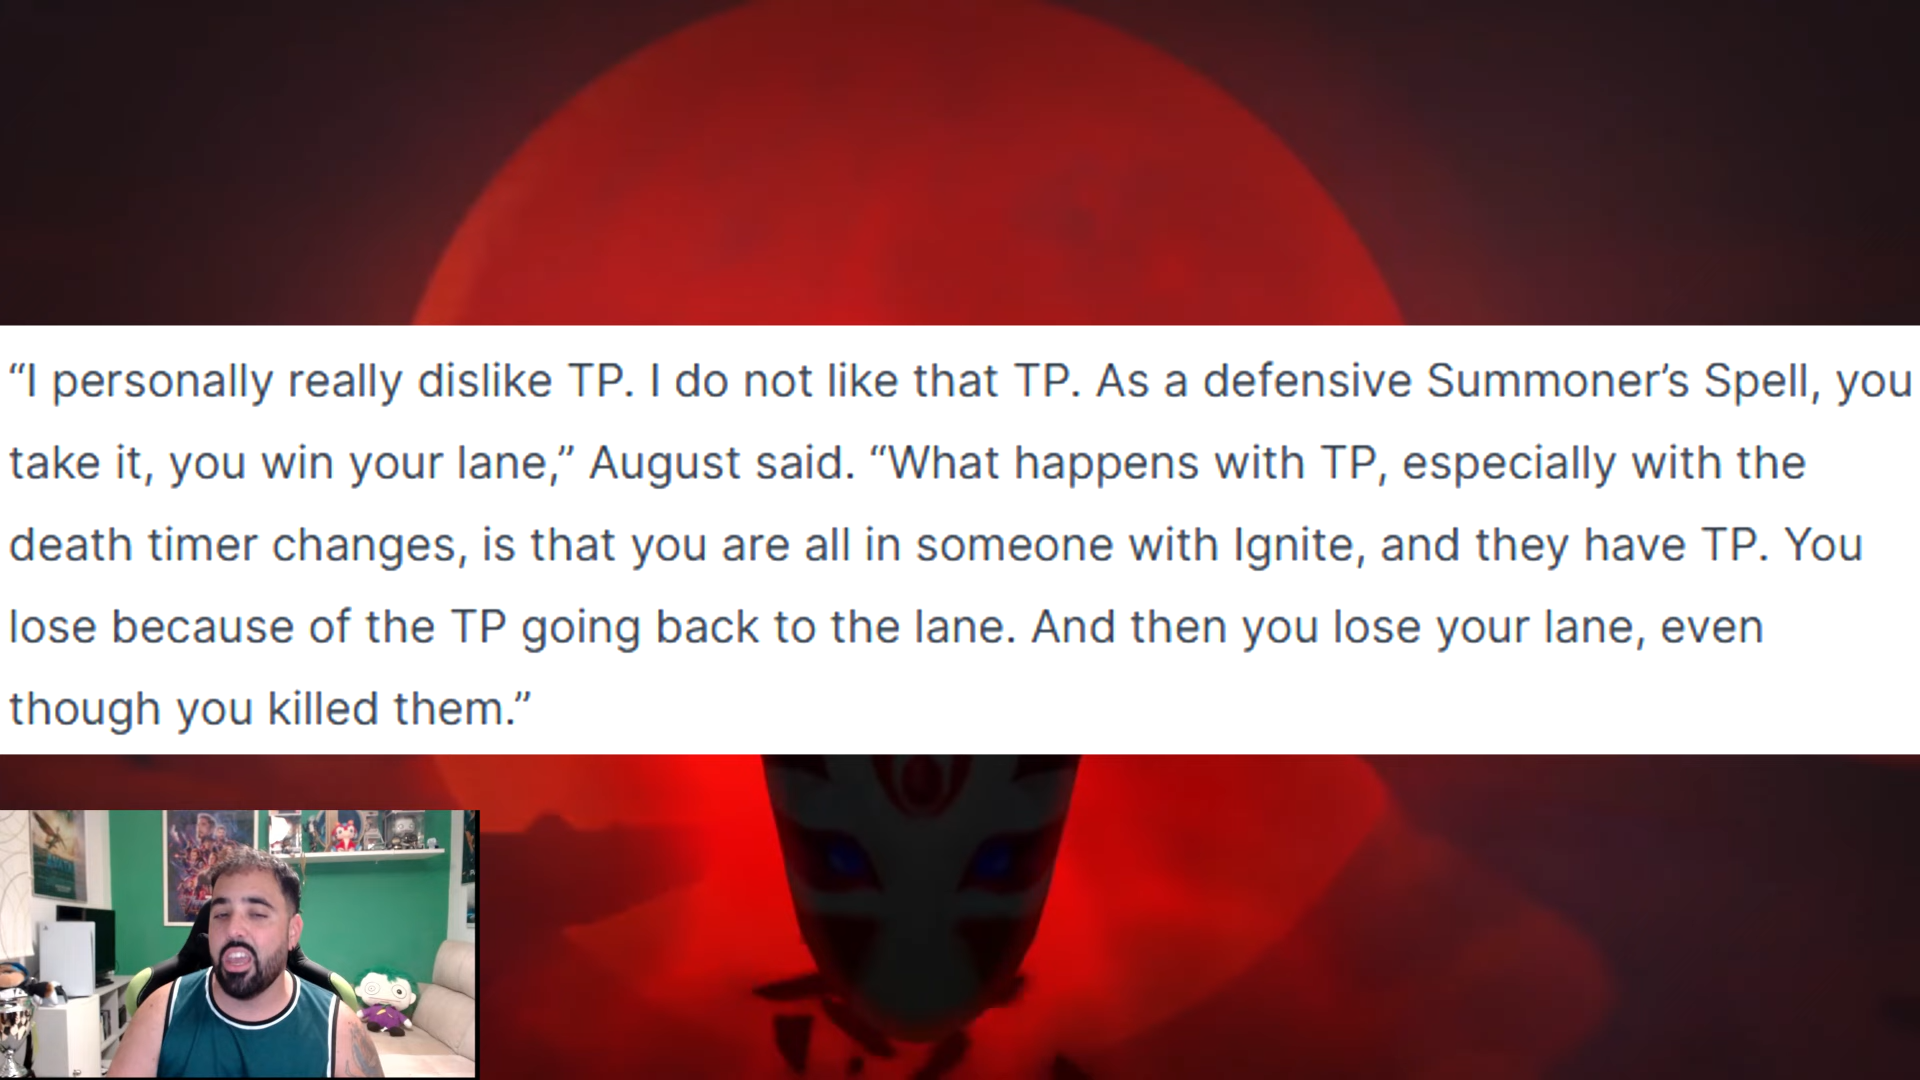 “I personally really dislike TP. I do not like that TP. As a defensive Summoner’s Spell, you
take it, you win your lane,” August said. “What happens with TP, especially with the
death timer changes, is that you are all in someone with Ignite, and they have TP. You
lose because of the TP going back to the lane. And then you lose your lane, even
though you killed them.”